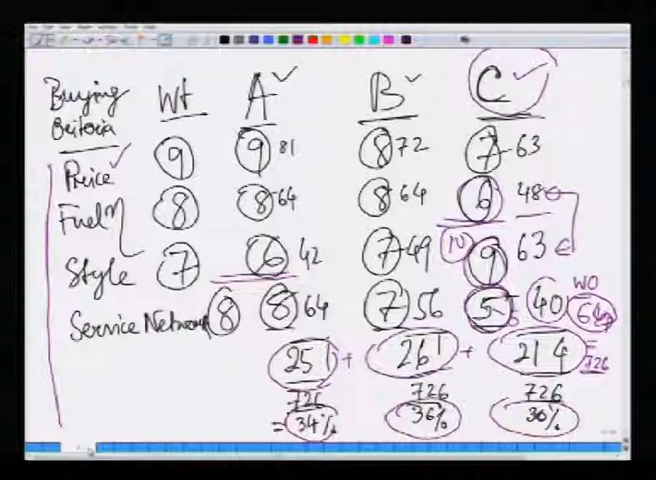 Buying Wt A B C
Criteria
Price 9 9 81 8 72 7 63
Fuel η 8 8 64 8 64 6 48
Style 7 6 42 7 49 10 9 63
Service Network 8 8 64 7 56 5 40 WO
251 + 261 + 214 = 726
726 726 726
= 34% 36% 30%